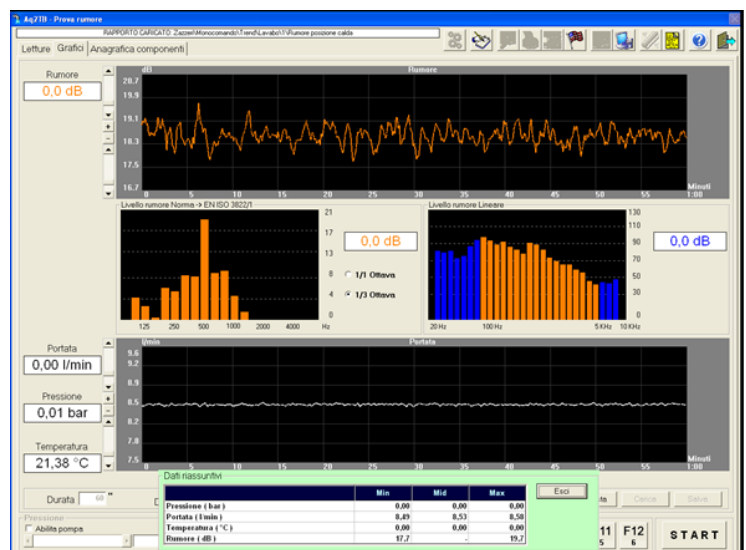 Aq2TB - Prova rumore
RAPPORTO CARICATO: Zazzeri\Monocomando\Trend\Lavabo\1\Rumore posizione calda
Letture Grafici Anagrafica componenti
Rumore
0,0 dB
dB Rumore
20.7
19.9
19.1
18.3
17.5
16.7
0 5 10 15 20 25 30 35 40 45 50 55 1:00
Minuti
Livello rumore Norma -> EN ISO 3822/1
21
17
13
8
4
0
125 250 500 1000 2000 4000 Hz
0,0 dB
1/1 Ottava
1/3 Ottava
Livello rumore Lineare
130
110
90
70
50
30
0
20 Hz 100 Hz 5 KHz 10 KHz
0,0 dB
Portata
0,00 l/min
Pressione
0,01 bar
Temperatura
21,38 °C
l/min Portata
9.6
9.2
8.9
8.5
8.2
7.8
7.5
0 5 10 15 20 25 30 35 40 45 50 55 1:00
Minuti
Durata 60 "
Pressione
Abilita pompa
Dati riassuntivi
Min Mid Max
Pressione ( bar ) 0,00 0,00 0,00
Portata ( l/min ) 8,49 8,53 8,58
Temperatura ( °C ) 0,00 0,00 0,00
Rumore ( dB ) 17,7 - 19,7
Esci
Carica Salva
11 F12
5 6
START